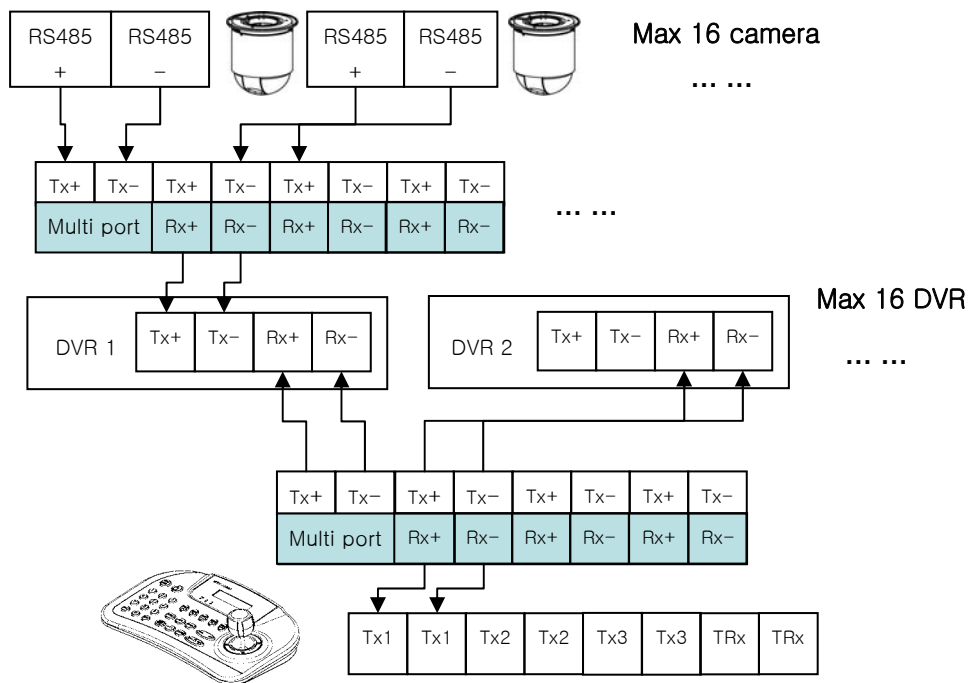 RS485 RS485 RS485 RS485 Max 16 camera
+ − + − ... ...
Tx+ Tx− Tx+ Tx− Tx+ Tx− Tx+ Tx−
Multi port Rx+ Rx− Rx+ Rx− Rx+ Rx− ... ...
Max 16 DVR
DVR 1 Tx+ Tx− Rx+ Rx− DVR 2 Tx+ Tx− Rx+ Rx− ... ...
Tx+ Tx− Tx+ Tx− Tx+ Tx− Tx+ Tx−
Multi port Rx+ Rx− Rx+ Rx− Rx+ Rx−
Tx1 Tx1 Tx2 Tx2 Tx3 Tx3 TRx TRx